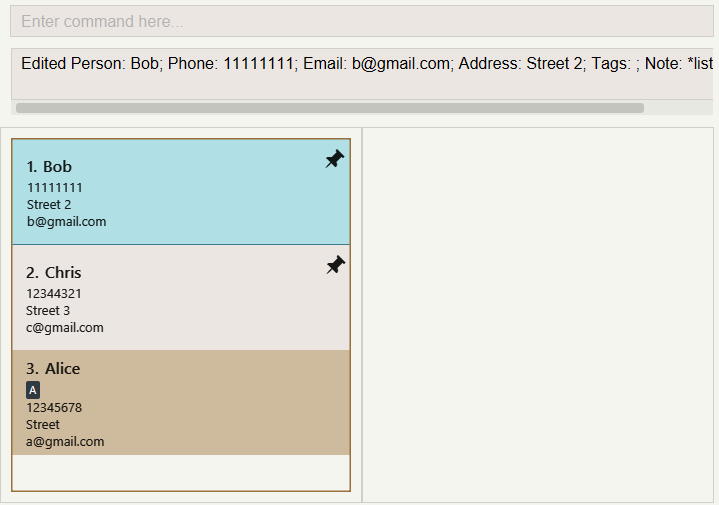 Enter command here...
Edited Person: Bob; Phone: 11111111; Email: b@gmail.com; Address: Street 2; Tags: ; Note: *list
1. Bob
11111111
Street 2
b@gmail.com
2. Chris
12344321
Street 3
c@gmail.com
3. Alice
A
12345678
Street
a@gmail.com